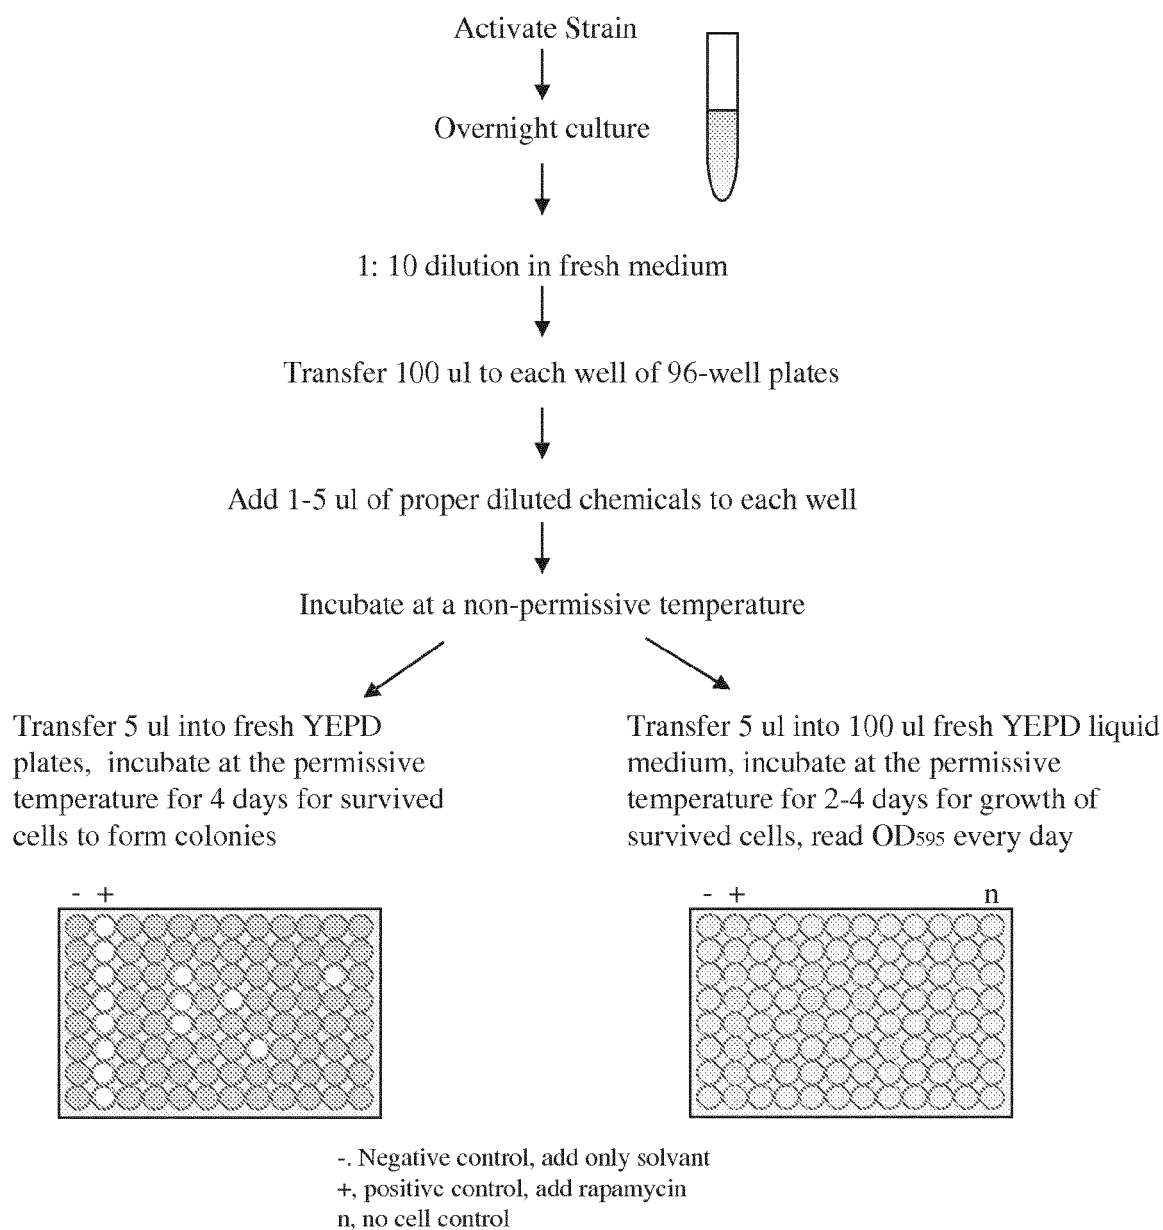 Activate Strain
Overnight culture
1: 10 dilution in fresh medium
Transfer 100 ul to each well of 96-well plates
Add 1-5 ul of proper diluted chemicals to each well
Incubate at a non-permissive temperature
Transfer 5 ul into fresh YEPD
plates, incubate at the permissive
temperature for 4 days for survived
cells to form colonies
Transfer 5 ul into 100 ul fresh YEPD liquid
medium, incubate at the permissive
temperature for 2-4 days for growth of
survived cells, read OD595 every day
- +
- + n
-. Negative control, add only solvant
+, positive control, add rapamycin
n, no cell control